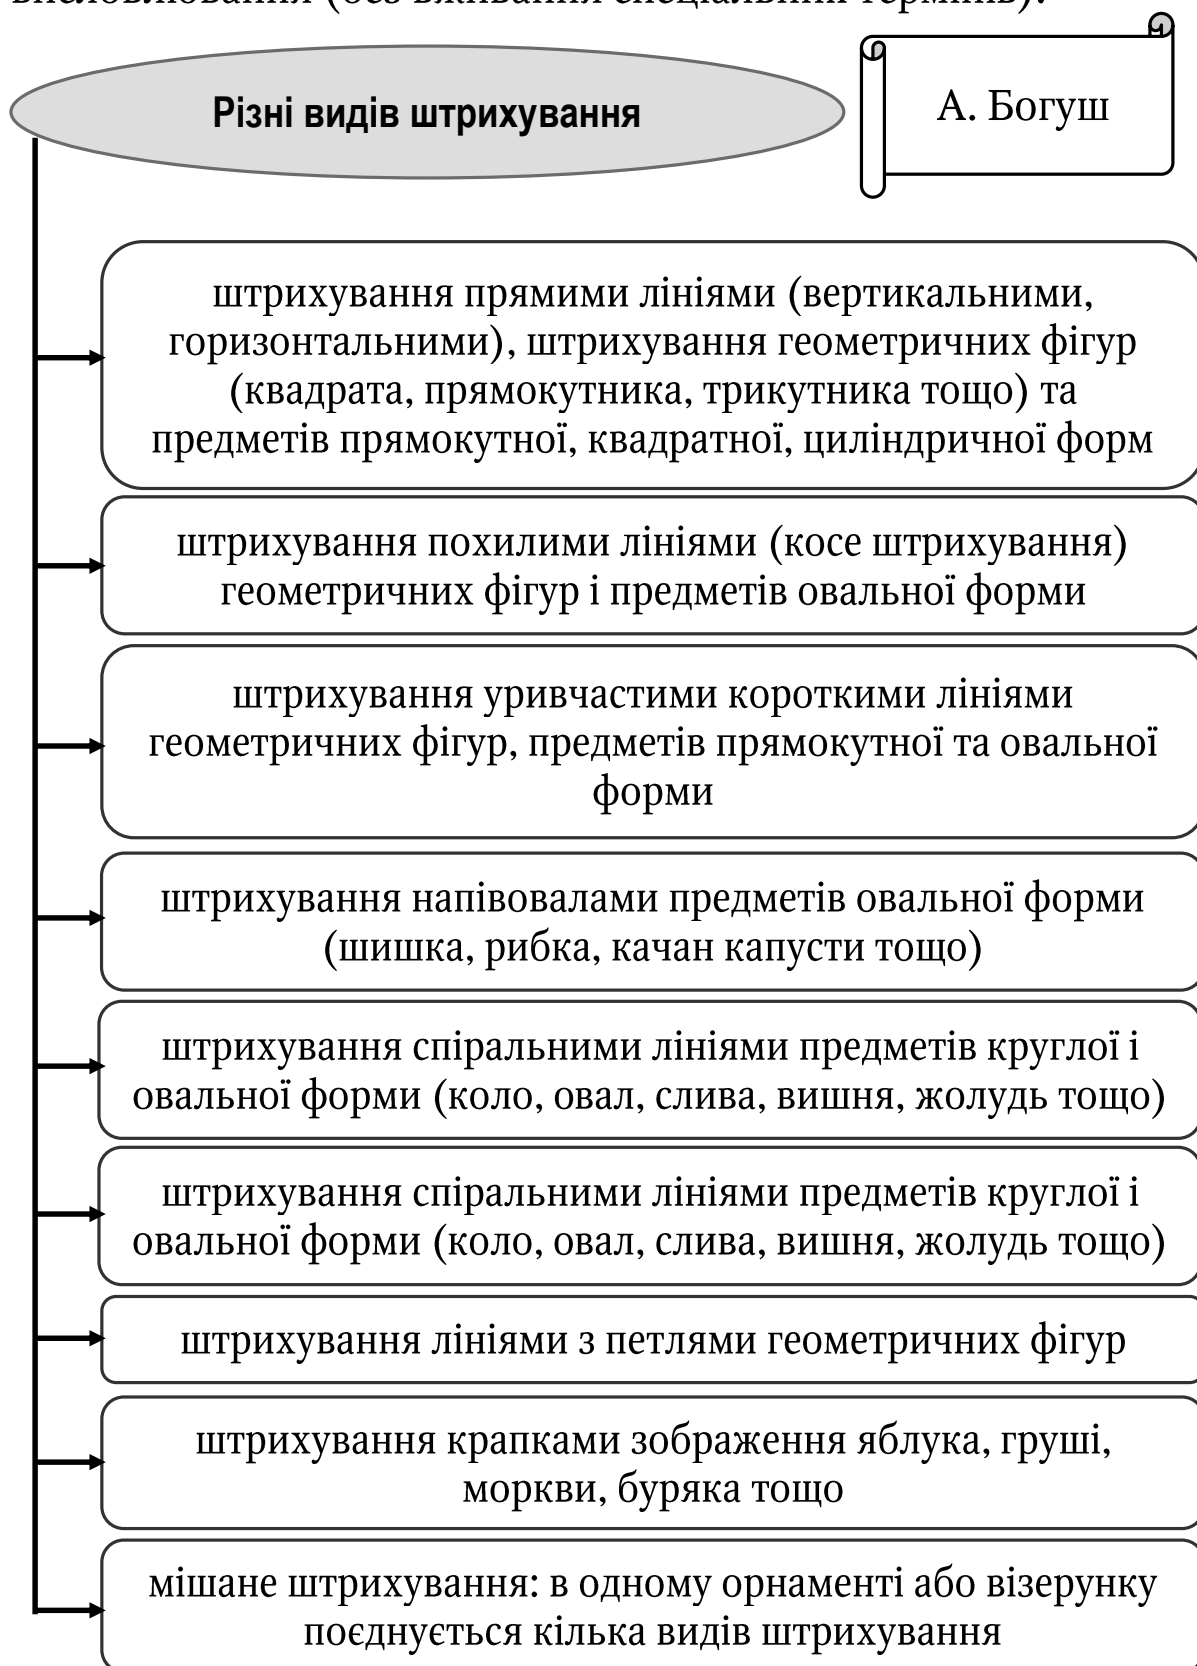 висловлювання (без вживання спеціальних термінів).
Різні видів штрихування
А. Богуш
штрихування прямими лініями (вертикальними,
горизонтальними), штрихування геометричних фігур
(квадрата, прямокутника, трикутника тощо) та
предметів прямокутної, квадратної, циліндричної форм
штрихування похилими лініями (косе штрихування)
геометричних фігур і предметів овальної форми
штрихування уривчастими короткими лініями
геометричних фігур, предметів прямокутної та овальної
форми
штрихування напівовалами предметів овальної форми
(шишка, рибка, качан капусти тощо)
штрихування спіральними лініями предметів круглої і
овальної форми (коло, овал, слива, вишня, жолудь тощо)
штрихування спіральними лініями предметів круглої і
овальної форми (коло, овал, слива, вишня, жолудь тощо)
штрихування лініями з петлями геометричних фігур
штрихування крапками зображення яблука, груші,
моркви, буряка тощо
мішане штрихування: в одному орнаменті або візерунку
поєднується кілька видів штрихування